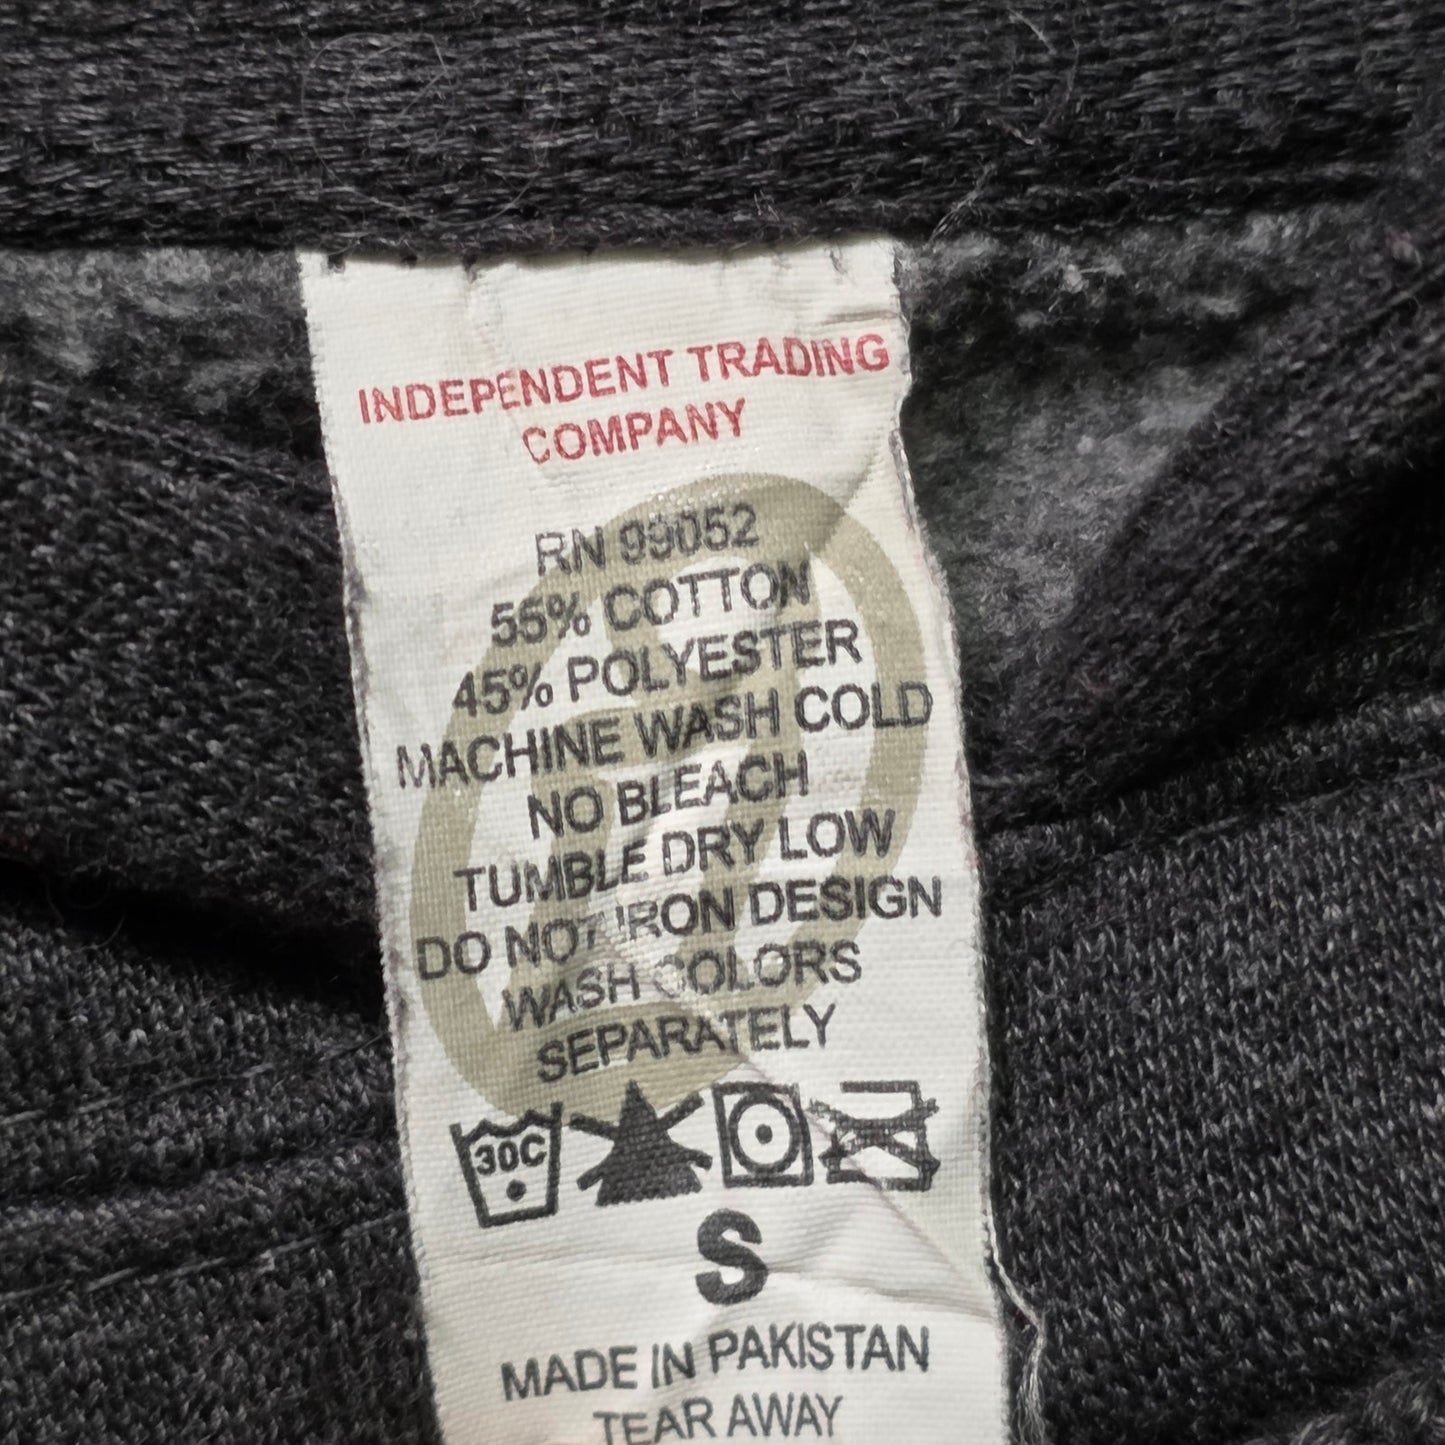 INDEPENDENT TRADING
COMPANY
RN 99052
55% COTTON
45% POLYESTER
MACHINE WASH COLD
NO BLEACH
TUMBLE DRY LOW
DO NOT IRON DESIGN
WASH COLORS
SEPARATELY
30C
S
MADE IN PAKISTAN
TEAR AWAY